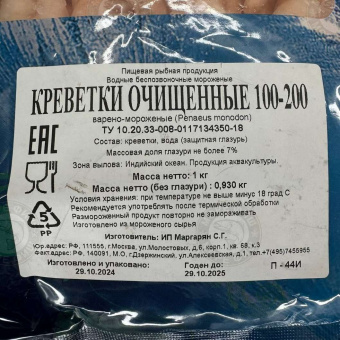 Пищевая рыбная продукция
Водные беспозвоночные мороженые
КРЕВЕТКИ ОЧИЩЕННЫЕ 100-200
варено-мороженые (Penaeus monodon)
ТУ 10.20.33-008-0117134350-18
Состав: креветки, вода (защитная глазурь)
Массовая доля глазури не более 7%
Зона вылова: Индийский океан. Продукция аквакультуры.
Масса нетто: 1 кг
Масса нетто (без глазури) : 0,930 кг
Условия хранения: при температуре не выше минус 18 град С
Рекомендуется употреблять после термической обработки
Размороженный продукт повторно не замораживать
Изготовлено из мороженого сырья
EAC
5
PP
Изготовитель: ИП Маргарян С.Г.
Юр.адрес: РФ, 111555, г.Москва, ул.Молостовых, д.6, корп.1, кв. 68, к.3
Фактический адрес: РФ, 140091, М.О. г.Дзержинский, ул.Алексеевская, д.1, тел.+7(495)7455965
Изготовлено и упаковано: Годен до:
29.10.2024 29.10.2025 П - 44И